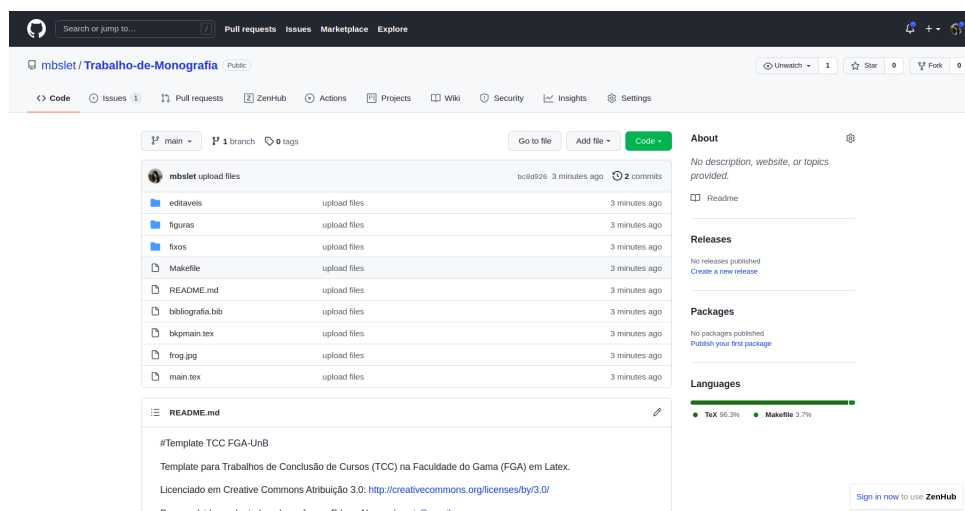 Search or jump to... /
Pull requests Issues Marketplace Explore
mbslet / Trabalho-de-Monografia Public
Unwatch 1 Star 0 Fork 0
Code Issues 1 Pull requests ZenHub Actions Projects Wiki Security Insights Settings
main 1 branch 0 tags
Go to file Add file Code
mbslet upload files bc0d926 3 minutes ago 2 commits
editaveis upload files 3 minutes ago
figuras upload files 3 minutes ago
fixos upload files 3 minutes ago
Makefile upload files 3 minutes ago
README.md upload files 3 minutes ago
bibliografia.bib upload files 3 minutes ago
bkpmain.tex upload files 3 minutes ago
frog.jpg upload files 3 minutes ago
main.tex upload files 3 minutes ago
README.md
#Template TCC FGA-UnB
Template para Trabalhos de Conclusão de Cursos (TCC) na Faculdade do Gama (FGA) em Latex.
Licenciado em Creative Commons Atribuição 3.0: http://creativecommons.org/licenses/by/3.0/
About
No description, website, or topics
provided.
Readme
Releases
No releases published
Create a new release
Packages
No packages published
Publish your first package
Languages
TeX 96.3% Makefile 3.7%
Sign in now to use ZenHub